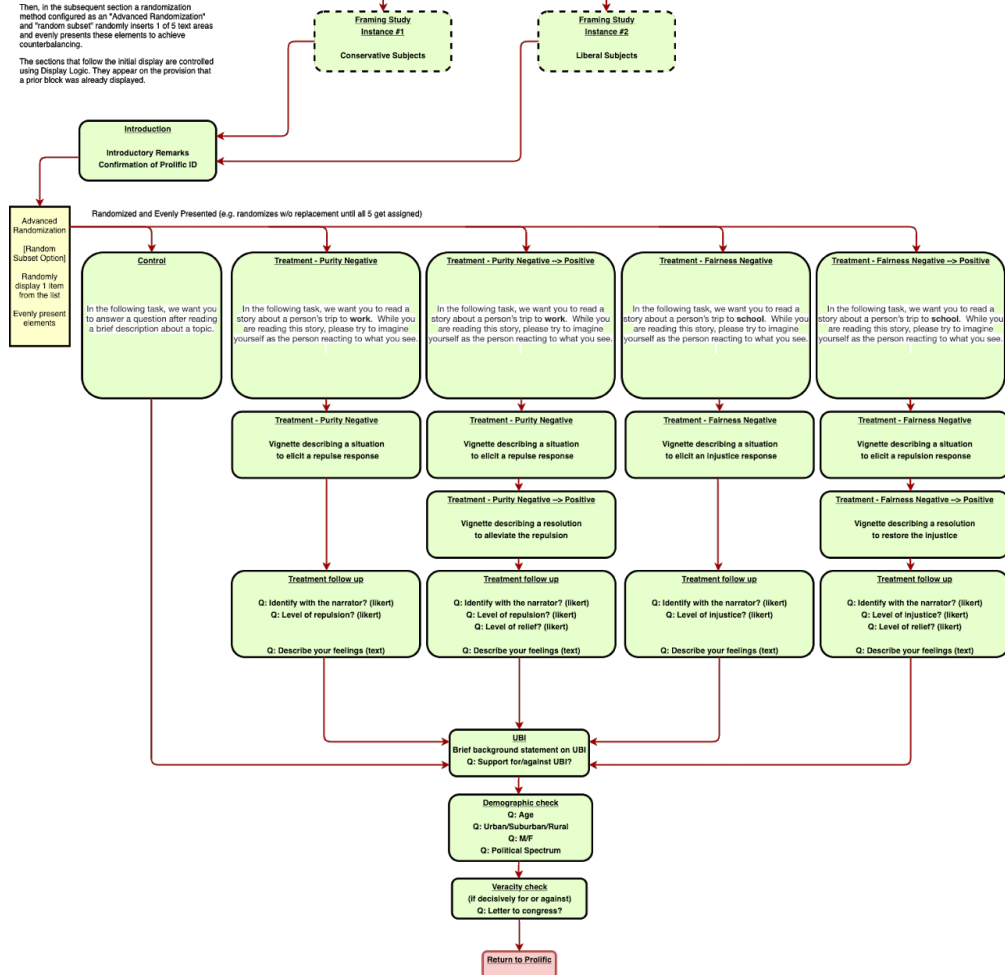 Then, in the subsequent section a randomization
method configured as an "Advanced Randomization"
and "random subset" randomly inserts 1 of 5 text areas
and evenly presents these elements to achieve
counterbalancing.
The sections that follow the initial display are controlled
using Display Logic. They appear on the provision that
a prior block was already displayed.
Framing Study
Instance #1
Conservative Subjects
Framing Study
Instance #2
Liberal Subjects
Introduction
Introductory Remarks
Confirmation of Prolific ID
Advanced
Randomization
[Random
Subset Option]
Randomly
display 1 item
from the list
Evenly present
elements
Randomized and Evenly Presented (e.g. randomizes w/o replacement until all 5 get assigned)
Control
In the following task, we want you
to answer a question after reading
a brief description about a topic.
Treatment - Purity Negative
In the following task, we want you to read a
story about a person's trip to work. While you
are reading this story, please try to imagine
yourself as the person reacting to what you see.
Treatment - Purity Negative --> Positive
In the following task, we want you to read a
story about a person's trip to work. While you
are reading this story, please try to imagine
yourself as the person reacting to what you see.
Treatment - Fairness Negative
In the following task, we want you to read a
story about a person's trip to school. While you
are reading this story, please try to imagine
yourself as the person reacting to what you see.
Treatment - Fairness Negative --> Positive
In the following task, we want you to read a
story about a person's trip to school. While you
are reading this story, please try to imagine
yourself as the person reacting to what you see.
Treatment - Purity Negative
Vignette describing a situation
to elicit a repulse response
Treatment - Purity Negative
Vignette describing a situation
to elicit a repulse response
Treatment - Fairness Negative
Vignette describing a situation
to elicit an injustice response
Treatment - Fairness Negative
Vignette describing a situation
to elicit a repulsion response
Treatment - Purity Negative --> Positive
Vignette describing a resolution
to alleviate the repulsion
Treatment - Fairness Negative --> Positive
Vignette describing a resolution
to restore the injustice
Treatment follow up
Q: Identify with the narrator? (likert)
Q: Level of repulsion? (likert)
Q: Describe your feelings (text)
Treatment follow up
Q: Identify with the narrator? (likert)
Q: Level of repulsion? (likert)
Q: Level of relief? (likert)
Q: Describe your feelings (text)
Treatment follow up
Q: Identify with the narrator? (likert)
Q: Level of injustice? (likert)
Q: Describe your feelings (text)
Treatment follow up
Q: Identify with the narrator? (likert)
Q: Level of injustice? (likert)
Q: Level of relief? (likert)
Q: Describe your feelings (text)
UBI
Brief background statement on UBI
Q: Support for/against UBI?
Demographic check
Q: Age
Q: Urban/Suburban/Rural
Q: M/F
Q: Political Spectrum
Veracity check
(if decisively for or against)
Q: Letter to congress?
Return to Prolific